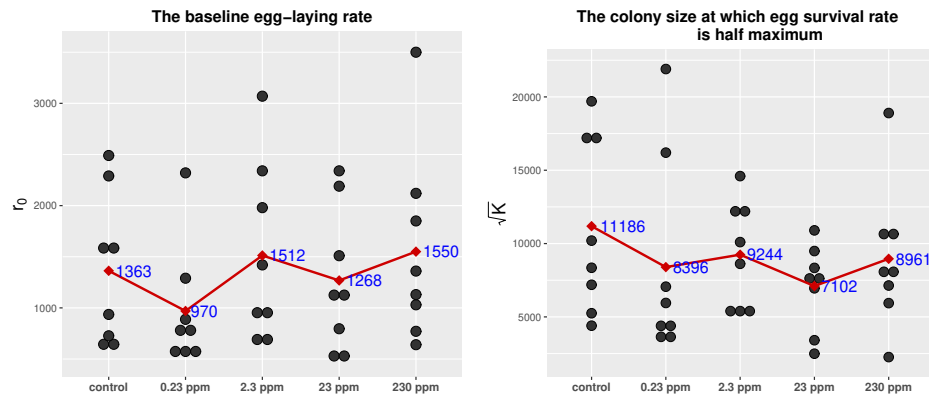 The baseline egg–laying rate
r0
3500
3000
2000
1000
1363
970
1512
1268
1550
control
0.23 ppm
2.3 ppm
23 ppm
230 ppm
The colony size at which egg survival rate
is half maximum
√K
20000
15000
10000
5000
11186
8396
9244
7102
8961
control
0.23 ppm
2.3 ppm
23 ppm
230 ppm